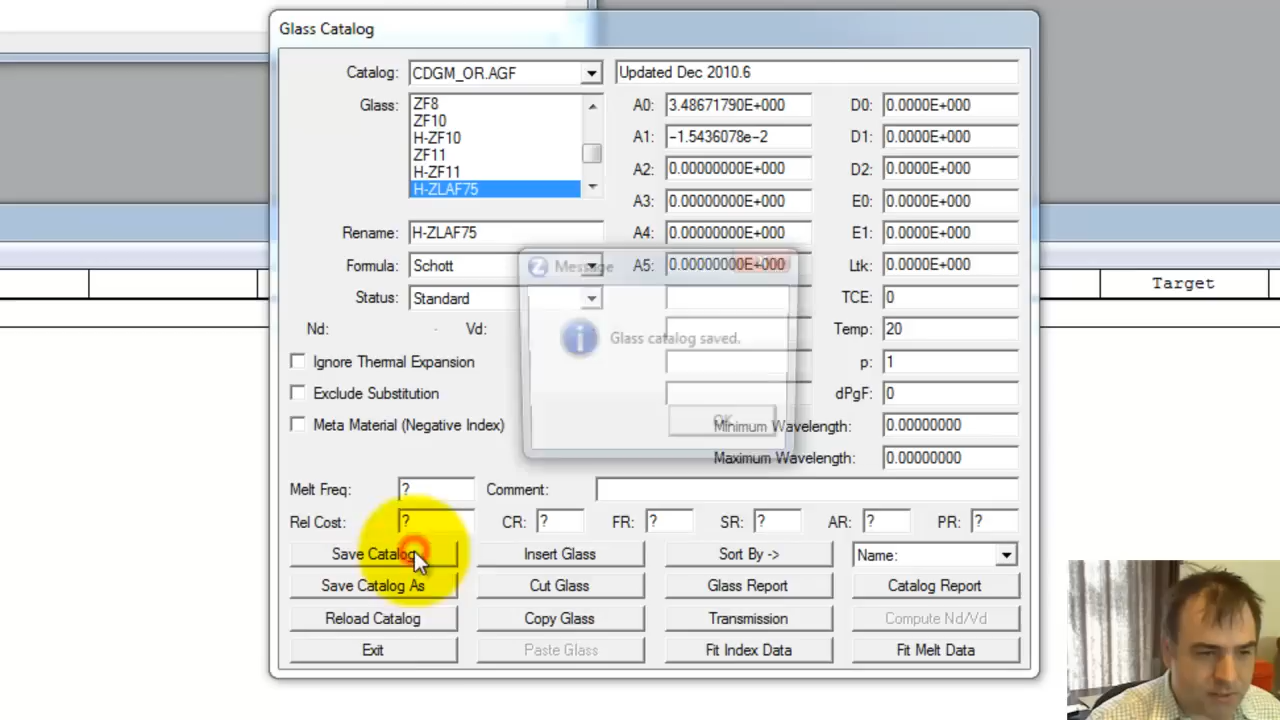 Glass Catalog
Catalog: CDGM_OR.AGF Updated Dec 2010.6
Glass: ZF8
ZF10
H-ZF10
ZF11
H-ZF11
H-ZLAF75
A0: 3.48671790E+000 D0: 0.0000E+000
A1: -1.5436078e-2 D1: 0.0000E+000
A2: 0.00000000E+000 D2: 0.0000E+000
A3: 0.00000000E+000 E0: 0.0000E+000
Rename: H-ZLAF75 A4: 0.00000000E+000 E1: 0.0000E+000
Formula: Schott A5: 0.00000000E+000 Ltk: 0.0000E+000
Message
Target
Status: Standard TCE: 0
Nd: Vd: Temp: 20
Glass catalog saved.
Ignore Thermal Expansion p: 1
Exclude Substitution dPgF: 0
OK
Meta Material (Negative Index) Minimum Wavelength: 0.00000000
Maximum Wavelength: 0.00000000
Melt Freq: ? Comment:
Rel Cost: ? CR: ? FR: ? SR: ? AR: ? PR: ?
Save Catalog Insert Glass Sort By -> Name:
Save Catalog As Cut Glass Glass Report Catalog Report
Reload Catalog Copy Glass Transmission Compute Nd/Vd
Exit Paste Glass Fit Index Data Fit Melt Data